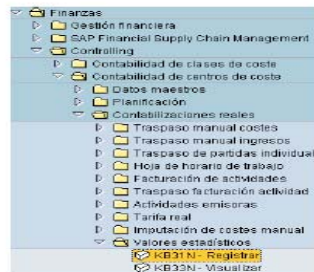 Finanzas
Gestión financiera
SAP Financial Supply Chain Management
Controlling
Contabilidad de clases de coste
Contabilidad de centros de coste
Datos maestros
Planificación
Contabilizaciones reales
Traspaso manual costes
Traspaso manual ingresos
Traspaso de partidas individual
Hoja de horario de trabajo
Facturación de actividades
Traspaso facturación actividad
Actividades emisoras
Tarifa real
Imputación de costes manual
Valores estadísticos
KB31N - Registrar
KB33N - Visualizar